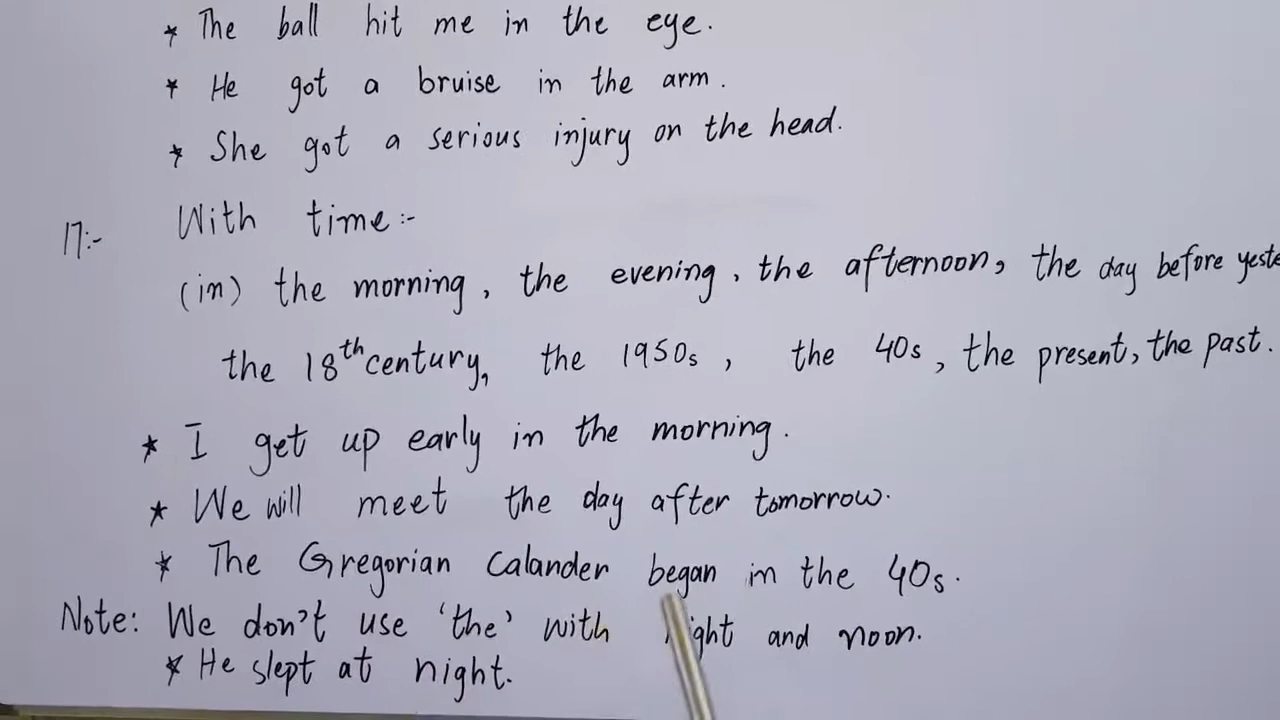 * The ball hit me in the eye.
* He got a bruise in the arm.
* She got a serious injury on the head.
17:- With time:-
(in) the morning, the evening, the afternoon, the day before yeste
the 18th century, the 1950s, the 40s, the present, the past.
* I get up early in the morning.
* We will meet the day after tomorrow.
* The Gregorian Calander began in the 40s.
Note: We don't use 'the' with night and noon.
* He slept at night.